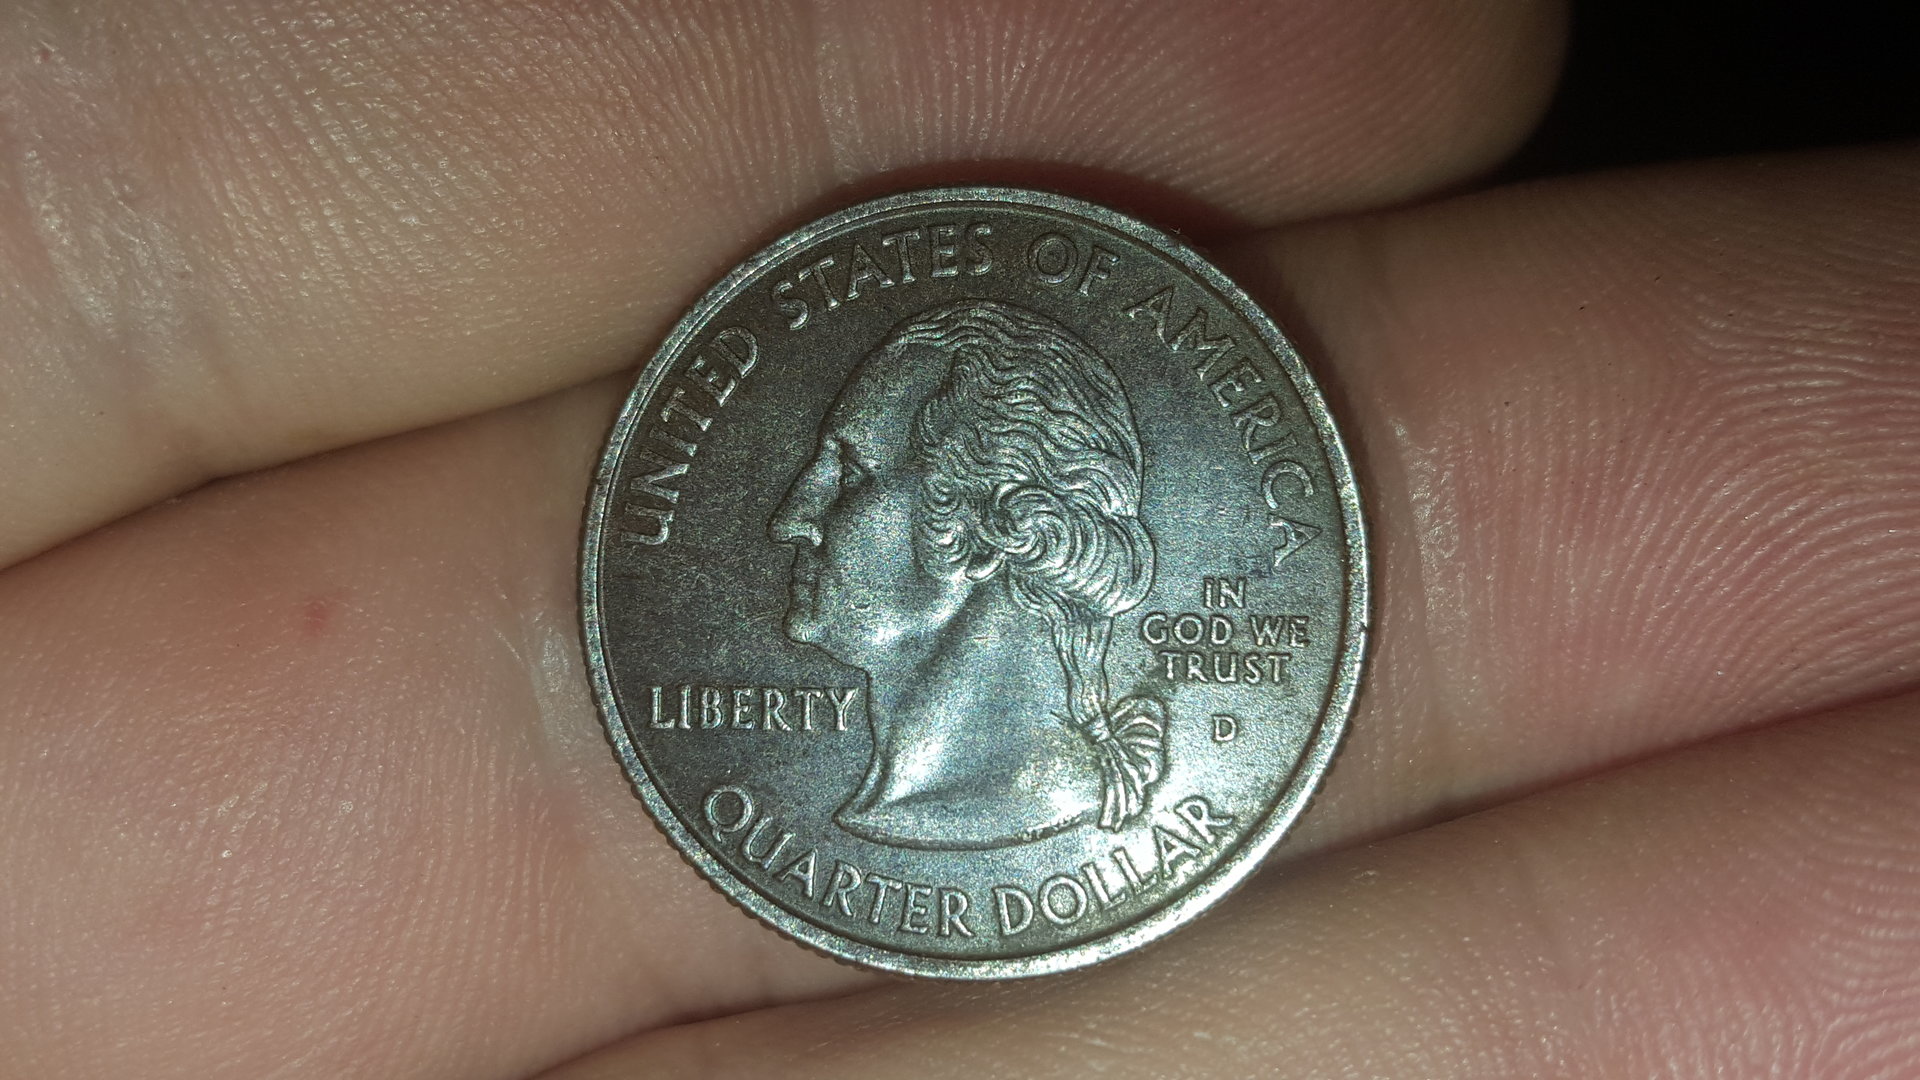 UNITED STATES OF AMERICA
LIBERTY
IN
GOD WE
TRUST
D
QUARTER DOLLAR